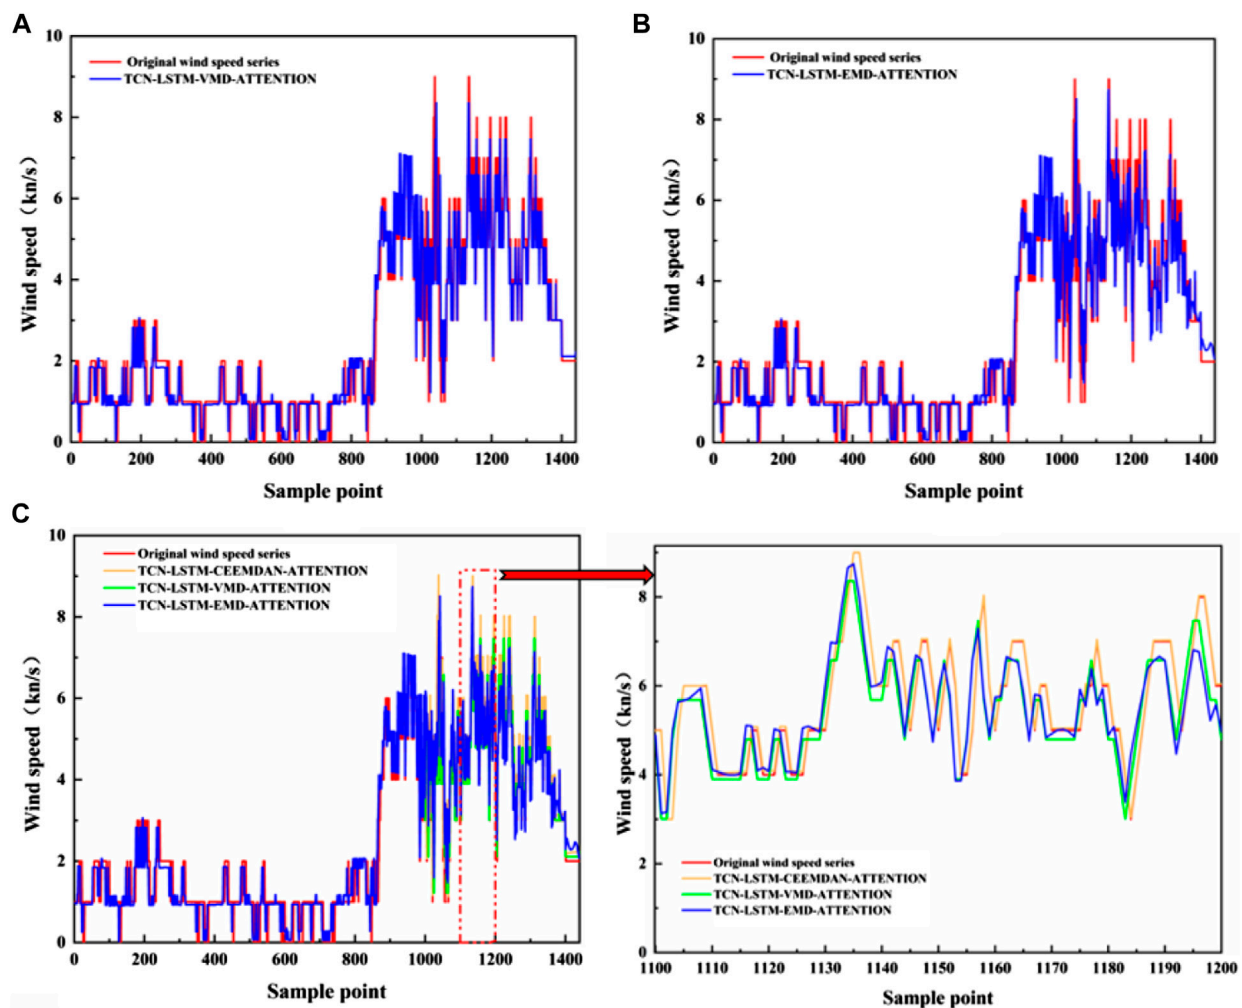 A
10
8
6
4
2
0
Wind speed（kn/s）
Original wind speed series
TCN-LSTM-VMD-ATTENTION
0 200 400 600 800 1000 1200 1400
Sample point
B
10
8
6
4
2
0
Wind speed（kn/s）
Original wind speed series
TCN-LSTM-EMD-ATTENTION
0 200 400 600 800 1000 1200 1400
Sample point
C
10
8
6
4
2
0
Wind speed（kn/s）
Original wind speed series
TCN-LSTM-CEEMDAN-ATTENTION
TCN-LSTM-VMD-ATTENTION
TCN-LSTM-EMD-ATTENTION
0 200 400 600 800 1000 1200 1400
Sample point
8
6
4
2
0
Wind speed（kn/s）
Original wind speed series
TCN-LSTM-CEEMDAN-ATTENTION
TCN-LSTM-VMD-ATTENTION
TCN-LSTM-EMD-ATTENTION
1100 1110 1120 1130 1140 1150 1160 1170 1180 1190 1200
Sample point